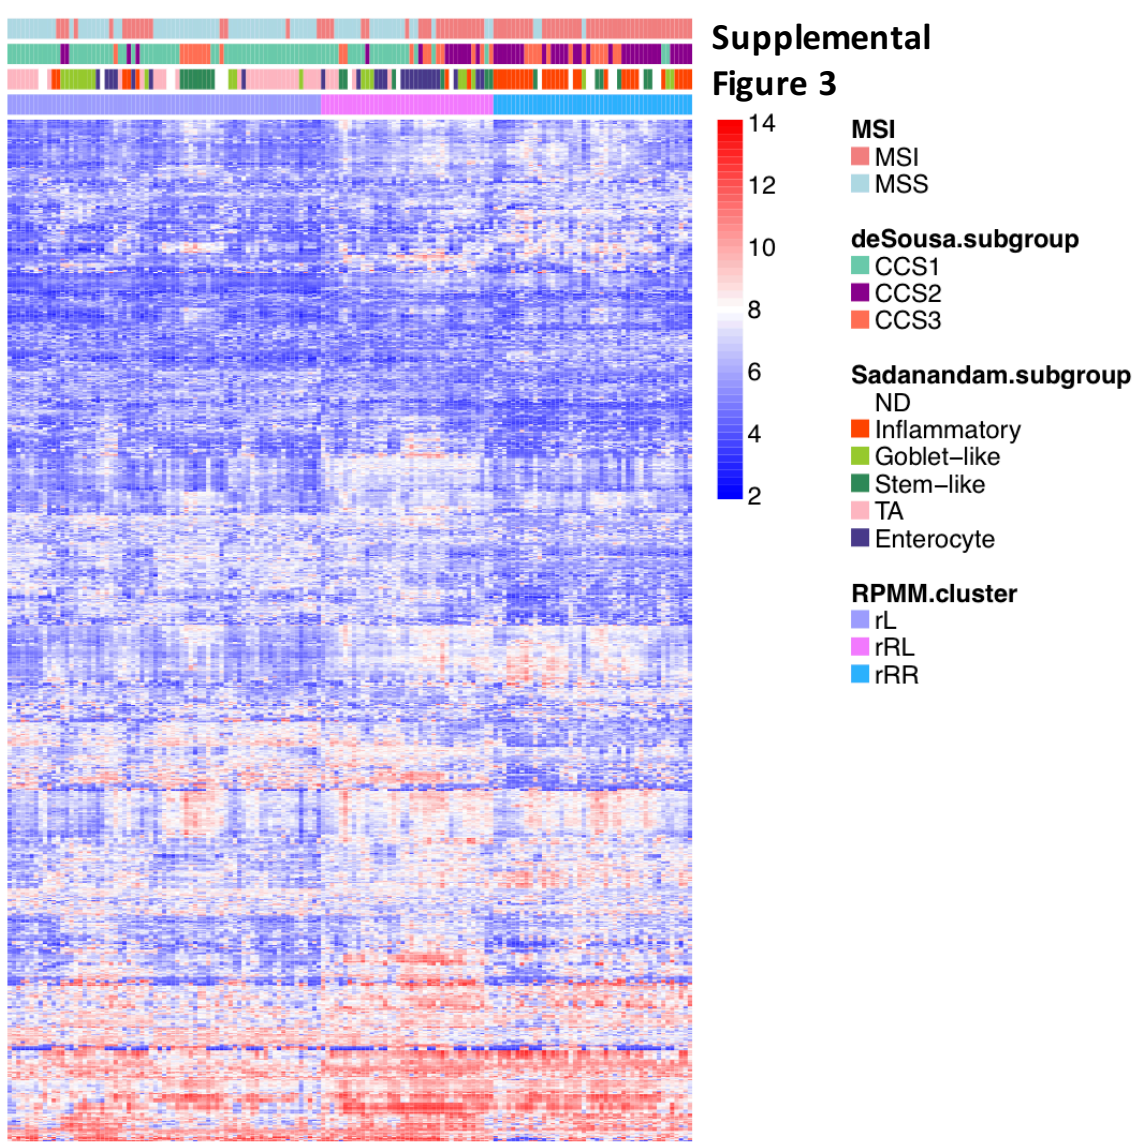 Supplemental
Figure 3
14
12
10
8
6
4
2
MSI
MSI
MSS
deSousa.subgroup
CCS1
CCS2
CCS3
Sadanandam.subgroup
ND
Inflammatory
Goblet−like
Stem−like
TA
Enterocyte
RPMM.cluster
rL
rRL
rRR